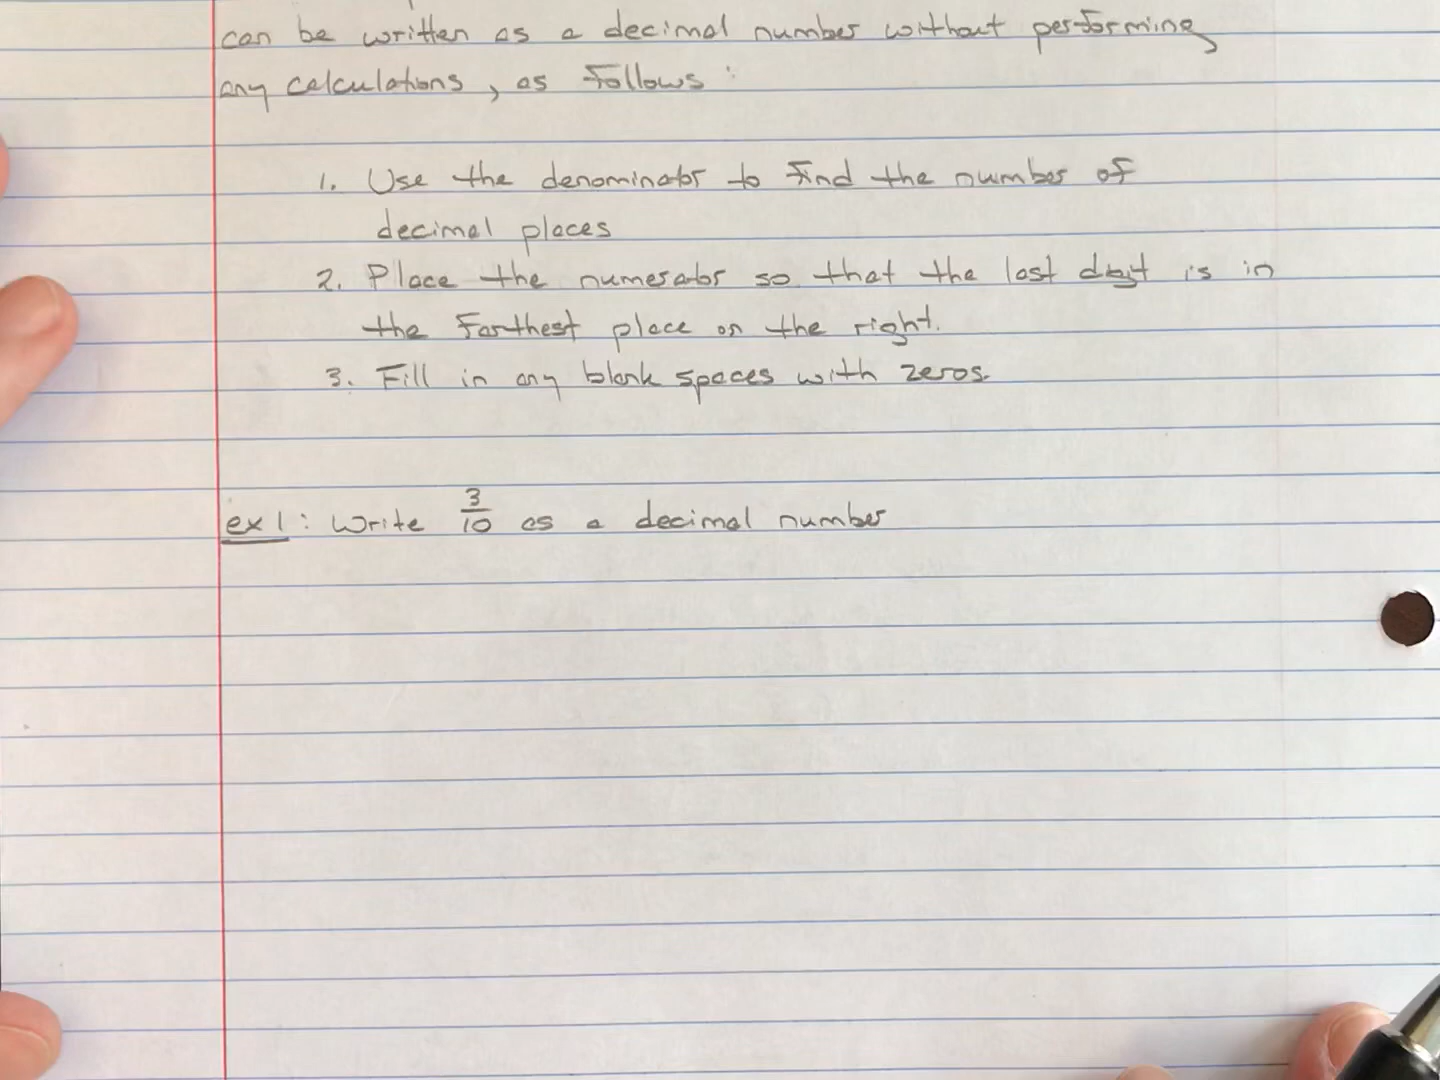 can be written as a decimal number without performing
any calculations, as follows:
1. Use the denominator to find the number of
decimal places
2. Place the numerator so that the last digit is in
the farthest place on the right.
3. Fill in any blank spaces with zeros.
ex 1: Write 3/10 as a decimal number